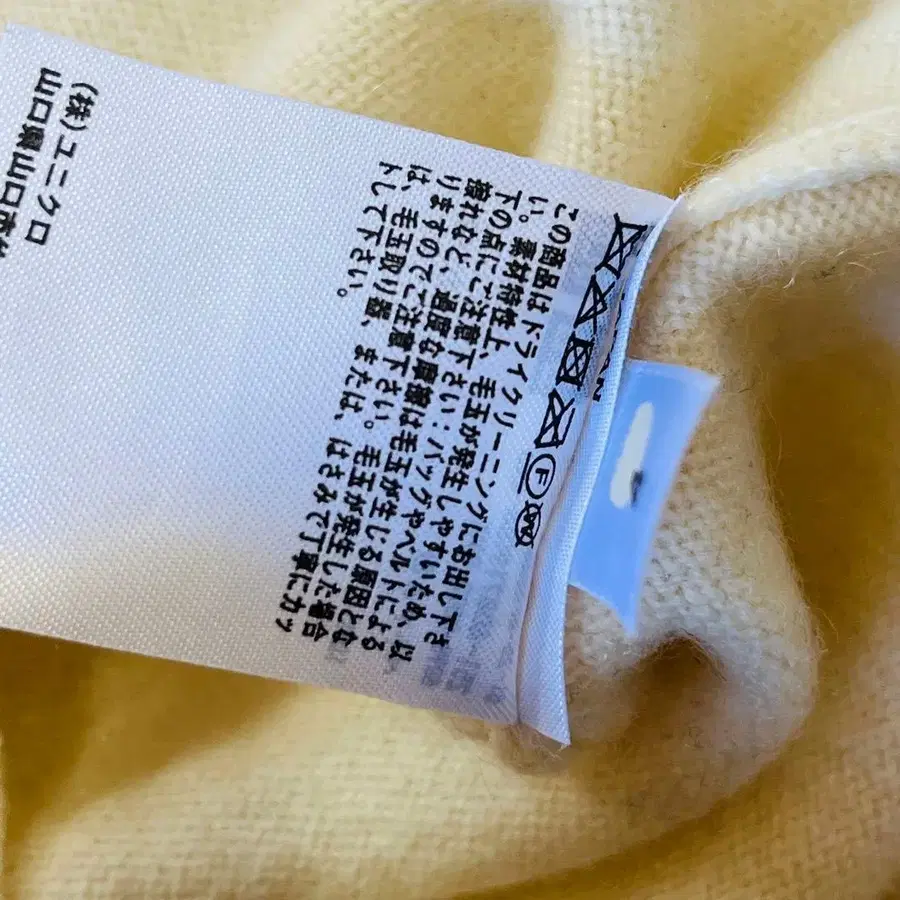 Ⓕ
この商品はドライクリーニングにお出し下さ
い。素材特性上、毛玉が発生しやすいため、以
下の点にご注意下さい:バッグやベルトによる
擦れなど、過度な摩擦は毛玉が生じる原因とな
りますのでご注意下さい。毛玉が発生した場合
は、毛玉取り器、または、はさみで丁寧にカッ
トして下さい。
(株)ユニクロ
山口県山口市